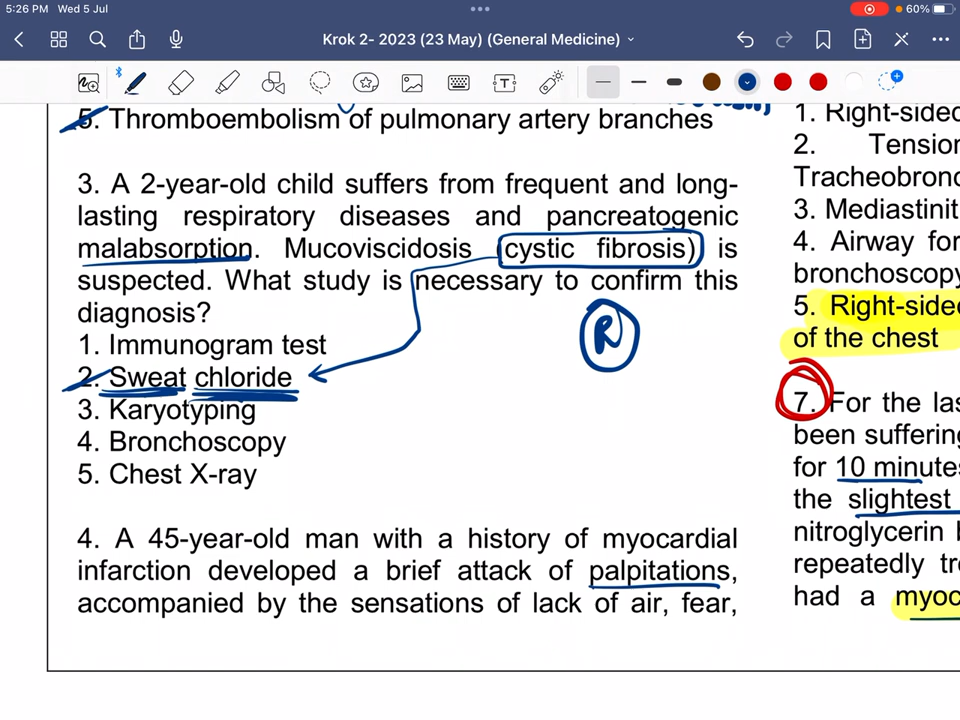 5:26 PM Wed 5 Jul
60%
Krok 2- 2023 (23 May) (General Medicine)
5. Thromboembolism of pulmonary artery branches
3. A 2-year-old child suffers from frequent and long-
lasting respiratory diseases and pancreatogenic
malabsorption. Mucoviscidosis (cystic fibrosis) is
suspected. What study is necessary to confirm this
diagnosis?
1. Immunogram test
2. Sweat chloride
3. Karyotyping
4. Bronchoscopy
5. Chest X-ray
R
4. A 45-year-old man with a history of myocardial
infarction developed a brief attack of palpitations,
accompanied by the sensations of lack of air, fear,
1. Right-sided
2. Tension
Tracheobronc
3. Mediastinit
4. Airway for
bronchoscopy
5. Right-side
of the chest
7. For the las
been suffering
for 10 minutes
the slightest
nitroglycerin b
repeatedly tre
had a myoc